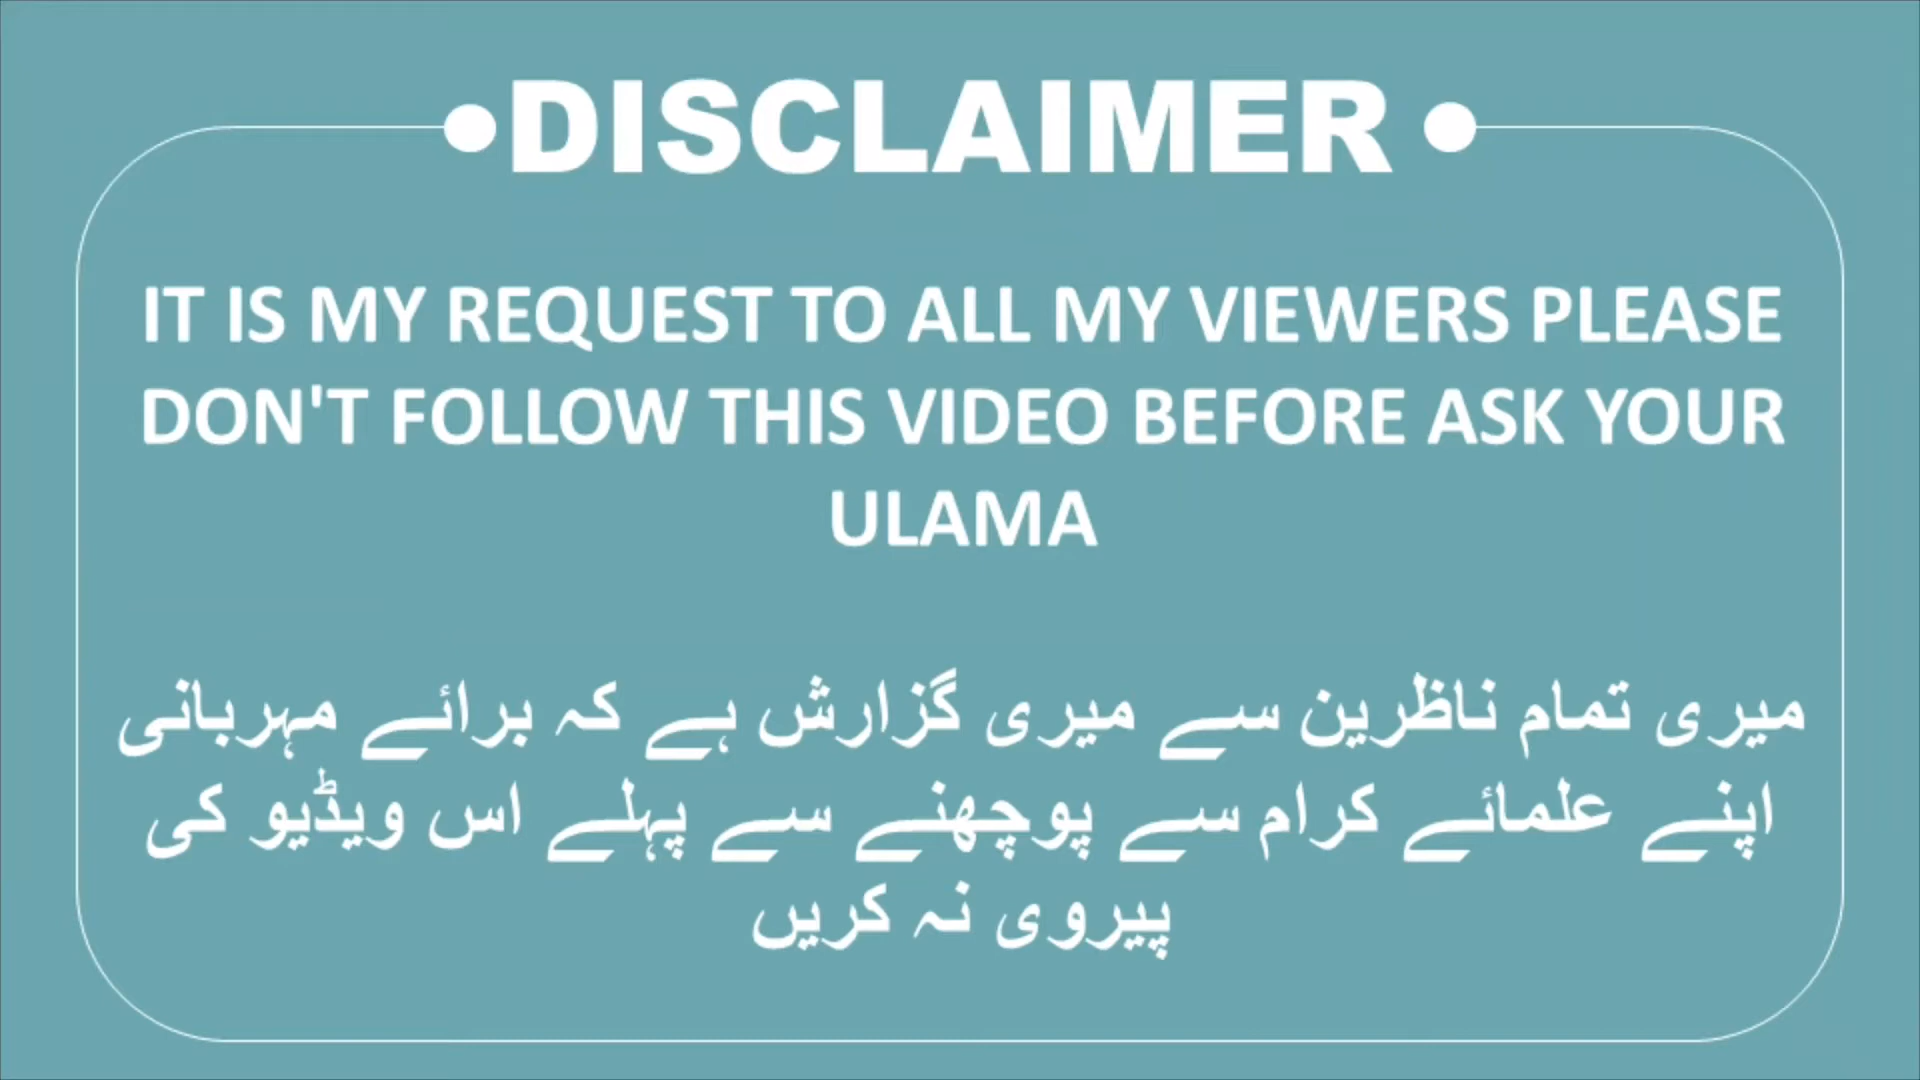 DISCLAIMER
IT IS MY REQUEST TO ALL MY VIEWERS PLEASE
DON'T FOLLOW THIS VIDEO BEFORE ASK YOUR
ULAMA
میری تمام ناظرین سے میری گزارش ہے کہ برائے مہربانی
اپنے علمائے کرام سے پوچھنے سے پہلے اس ویڈیو کی
پیروی نہ کریں